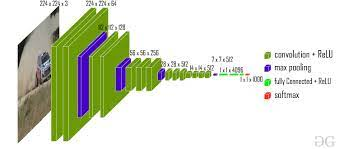 224 x 224 x 3
224 x 224 x 64
112 x 112 x 128
56 x 56 x 256
28 x 28 x 512
14 x 14 x 512
7 x 7 x 512
1 x 1 x 4096
1 x 1 x 1000
convolution + ReLU
max pooling
fully Connected + ReLU
softmax